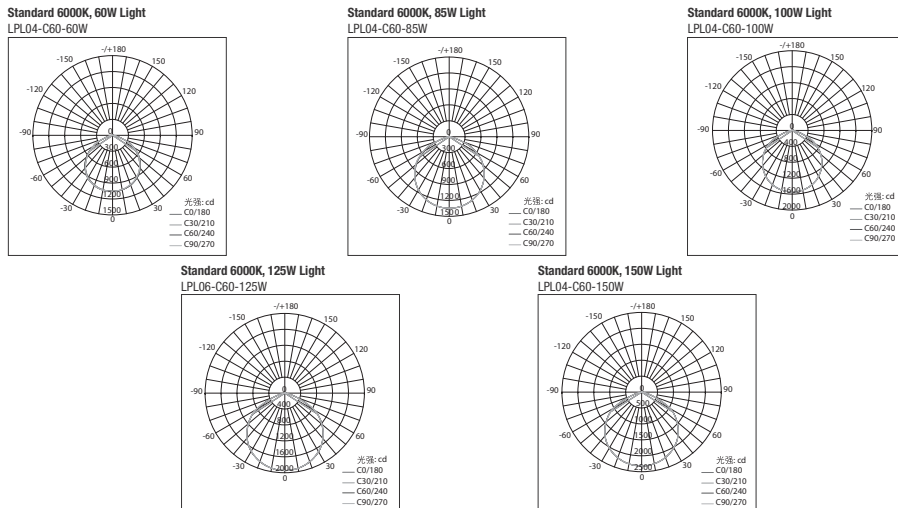 Standard 6000K, 60W Light
LPL04-C60-60W
-/+180
-150
150
-120
120
-90
90
-60
60
-30
30
0
0
300
600
900
1200
1500
光强: cd
C0/180
C30/210
C60/240
C90/270
Standard 6000K, 85W Light
LPL04-C60-85W
-/+180
-150
150
-120
120
-90
90
-60
60
-30
30
0
0
300
400
900
1200
1500
光强: cd
C0/180
C30/210
C60/240
C90/270
Standard 6000K, 100W Light
LPL04-C60-100W
-/+180
-150
150
-120
120
-90
90
-60
60
-30
30
0
0
400
800
1200
1600
2000
光强: cd
C0/180
C30/210
C60/240
C90/270
Standard 6000K, 125W Light
LPL06-C60-125W
-/+180
-150
150
-120
120
-90
90
-60
60
-30
30
0
0
400
800
1200
1600
2000
光强: cd
C0/180
C30/210
C60/240
C90/270
Standard 6000K, 150W Light
LPL04-C60-150W
-/+180
-150
150
-120
120
-90
90
-60
60
-30
30
0
0
500
1000
1500
2000
2500
光强: cd
C0/180
C30/210
C60/240
C90/270